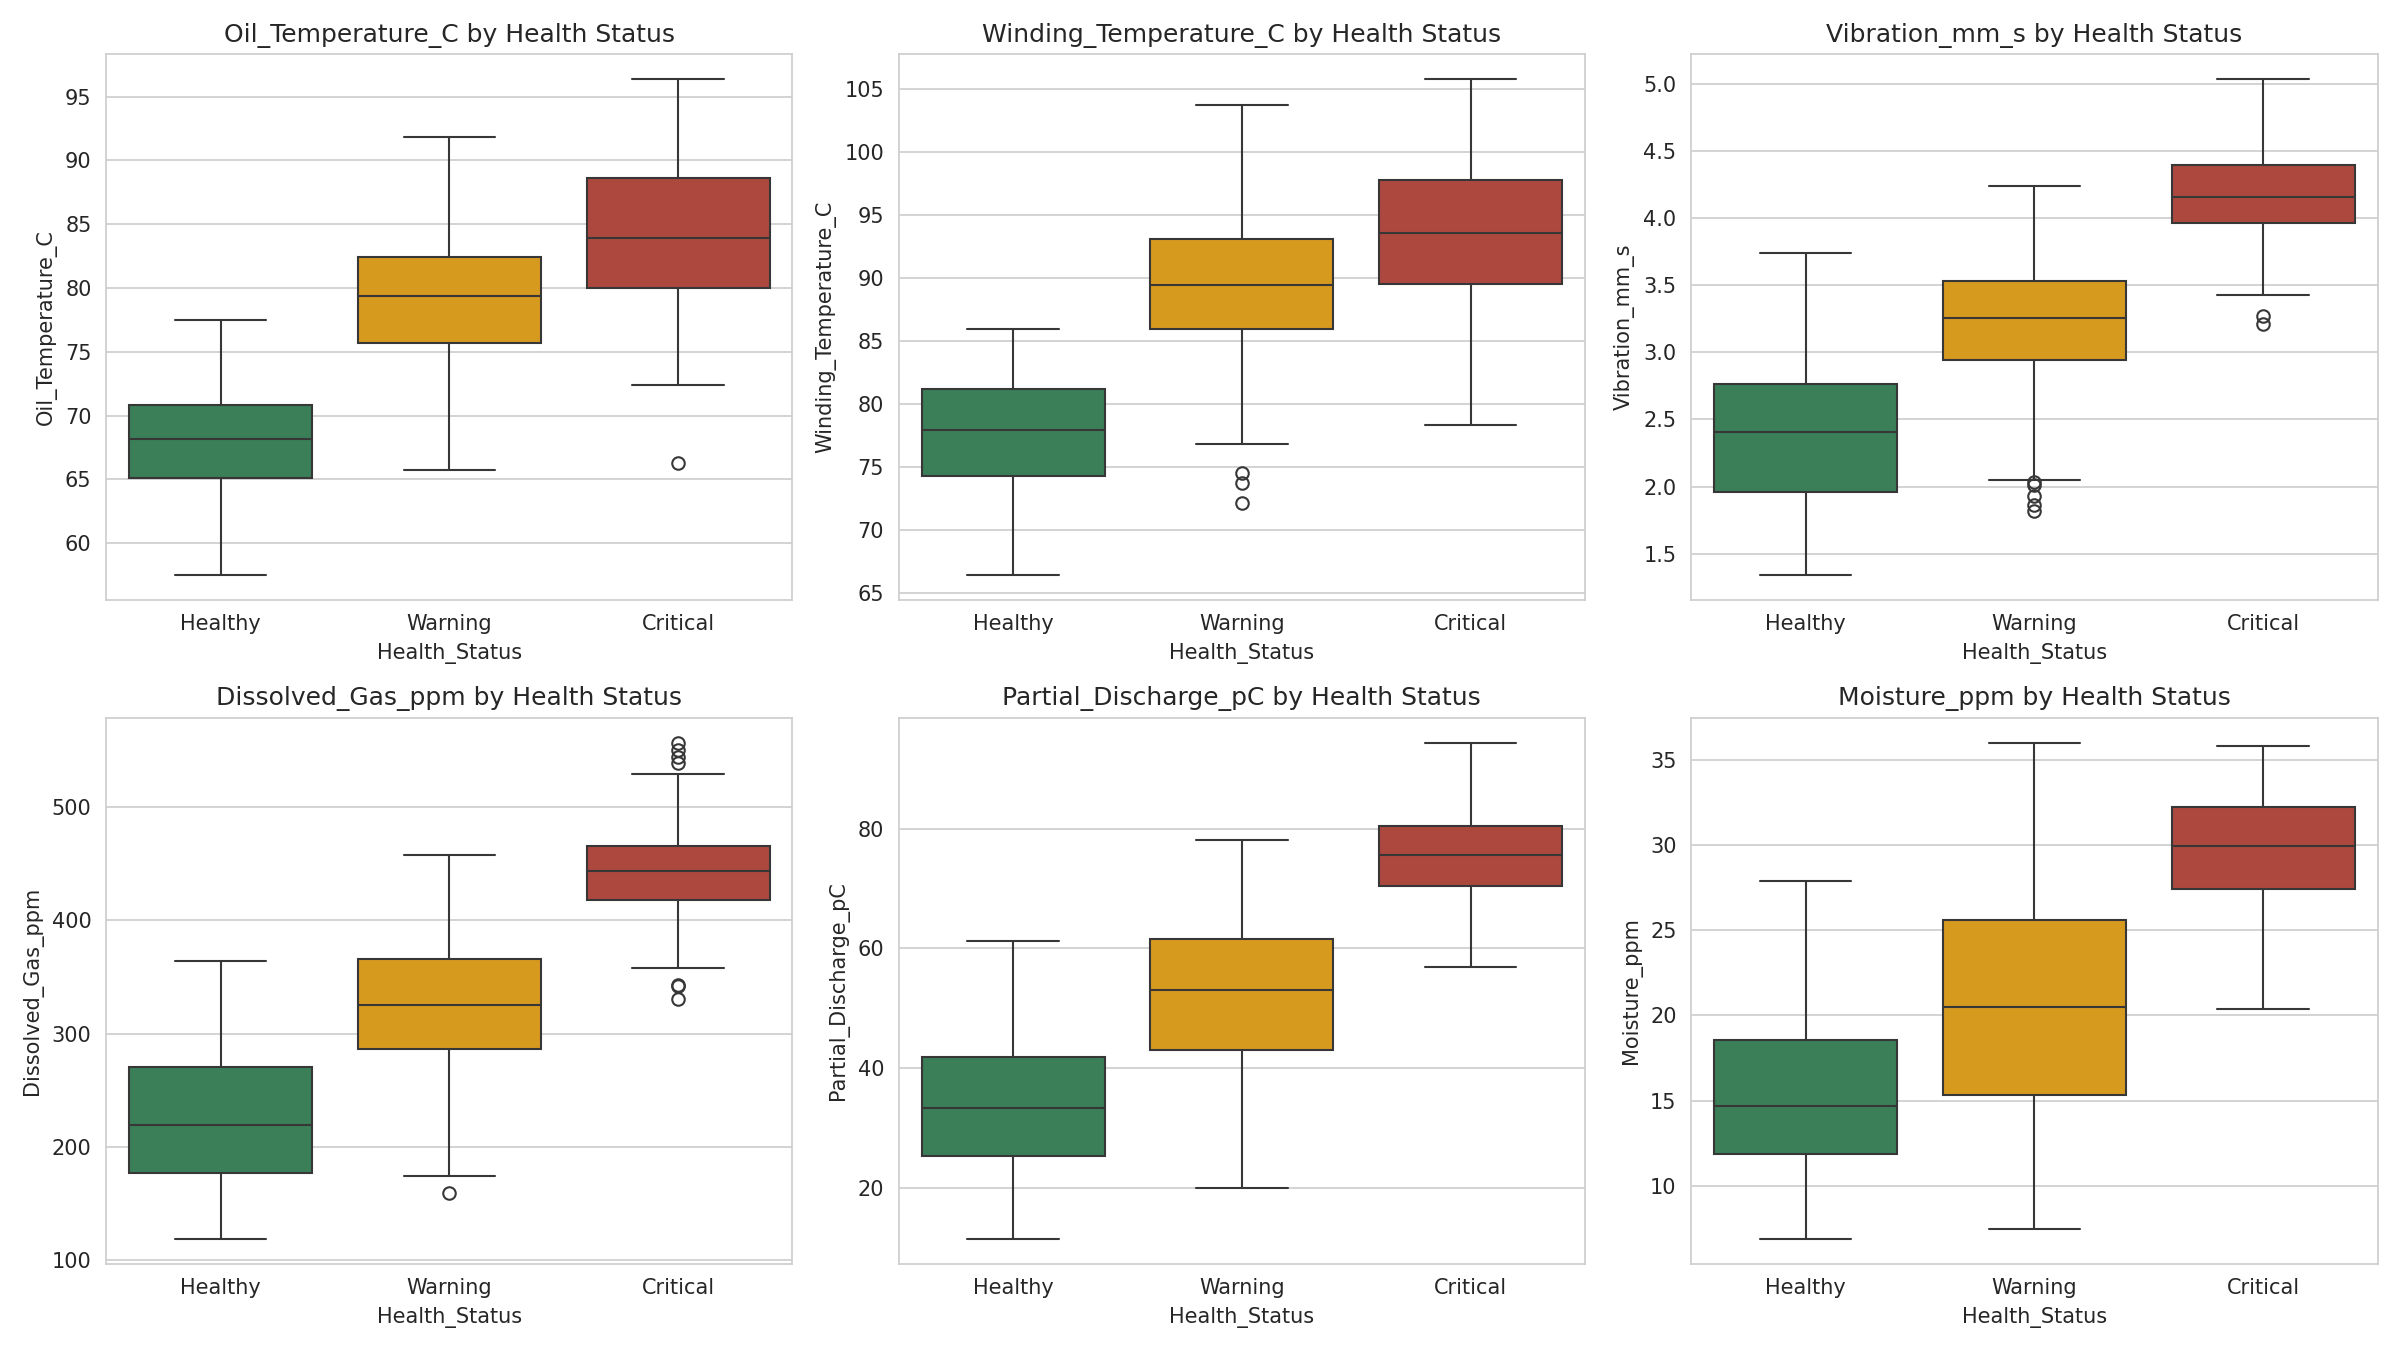 Oil_Temperature_C by Health Status
Oil_Temperature_C
95
90
85
80
75
70
65
60
Healthy Warning Critical
Health_Status
Winding_Temperature_C by Health Status
Winding_Temperature_C
105
100
95
90
85
80
75
70
65
Healthy Warning Critical
Health_Status
Vibration_mm_s by Health Status
Vibration_mm_s
5.0
4.5
4.0
3.5
3.0
2.5
2.0
1.5
Healthy Warning Critical
Health_Status
Dissolved_Gas_ppm by Health Status
Dissolved_Gas_ppm
500
400
300
200
100
Healthy Warning Critical
Health_Status
Partial_Discharge_pC by Health Status
Partial_Discharge_pC
80
60
40
20
Healthy Warning Critical
Health_Status
Moisture_ppm by Health Status
Moisture_ppm
35
30
25
20
15
10
Healthy Warning Critical
Health_Status